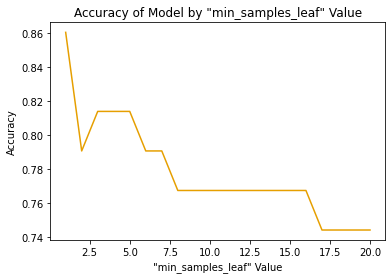 Accuracy of Model by "min_samples_leaf" Value
0.86
0.84
0.82
0.80
0.78
0.76
0.74
Accuracy
2.5 5.0 7.5 10.0 12.5 15.0 17.5 20.0
"min_samples_leaf" Value